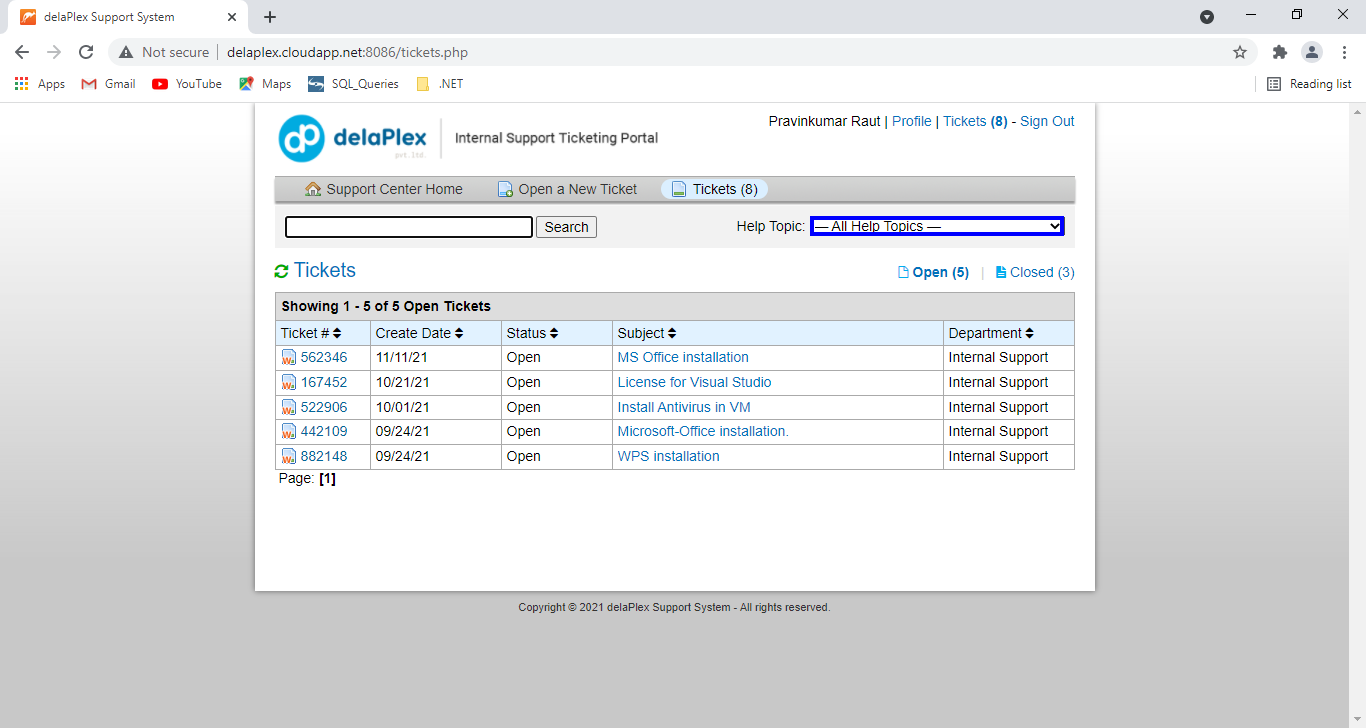 delaPlex Support System
Not secure | delaplex.cloudapp.net:8086/tickets.php
Apps Gmail YouTube Maps SQL_Queries .NET Reading list
dp delaPlex pvt.ltd. Internal Support Ticketing Portal
Pravinkumar Raut | Profile | Tickets (8) - Sign Out
Support Center Home Open a New Ticket Tickets (8)
Search Help Topic: — All Help Topics —
Tickets Open (5) | Closed (3)
Showing 1 - 5 of 5 Open Tickets
Ticket # Create Date Status Subject Department
562346 11/11/21 Open MS Office installation Internal Support
167452 10/21/21 Open License for Visual Studio Internal Support
522906 10/01/21 Open Install Antivirus in VM Internal Support
442109 09/24/21 Open Microsoft-Office installation. Internal Support
882148 09/24/21 Open WPS installation Internal Support
Page: [1]
Copyright © 2021 delaPlex Support System - All rights reserved.